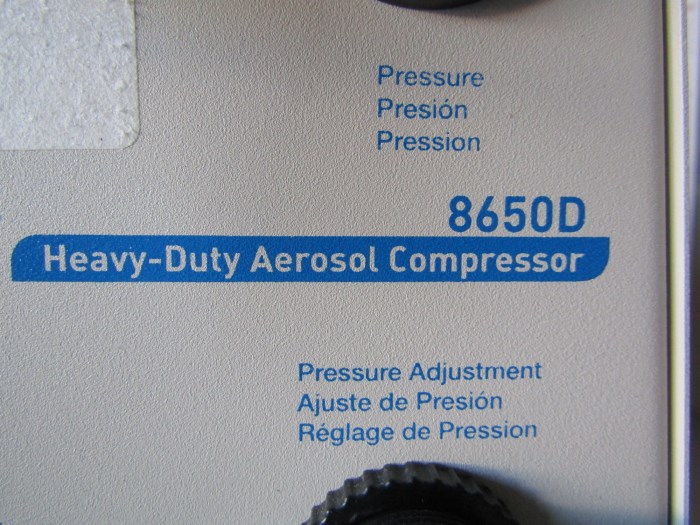 Pressure
Presión
Pression
8650D
Heavy-Duty Aerosol Compressor
Pressure Adjustment
Ajuste de Presión
Réglage de Pression